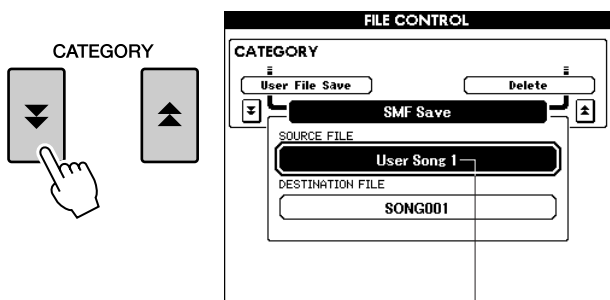 FILE CONTROL
CATEGORY
CATEGORY
User File Save
Delete
SMF Save
SOURCE FILE
User Song 1
DESTINATION FILE
SONG001